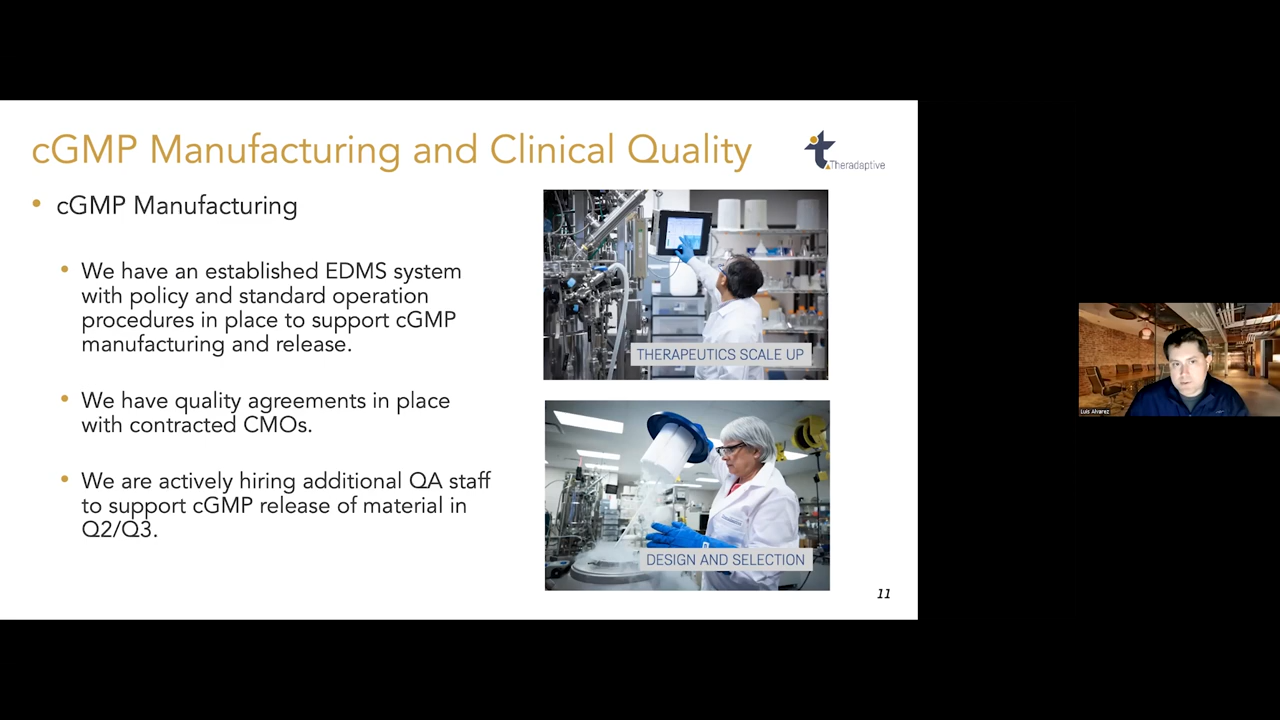 cGMP Manufacturing and Clinical Quality
Theradaptive
• cGMP Manufacturing
• We have an established EDMS system
with policy and standard operation
procedures in place to support cGMP
manufacturing and release.
• We have quality agreements in place
with contracted CMOs.
• We are actively hiring additional QA staff
to support cGMP release of material in
Q2/Q3.
THERAPEUTICS SCALE UP
DESIGN AND SELECTION
11
Luis Alvarez